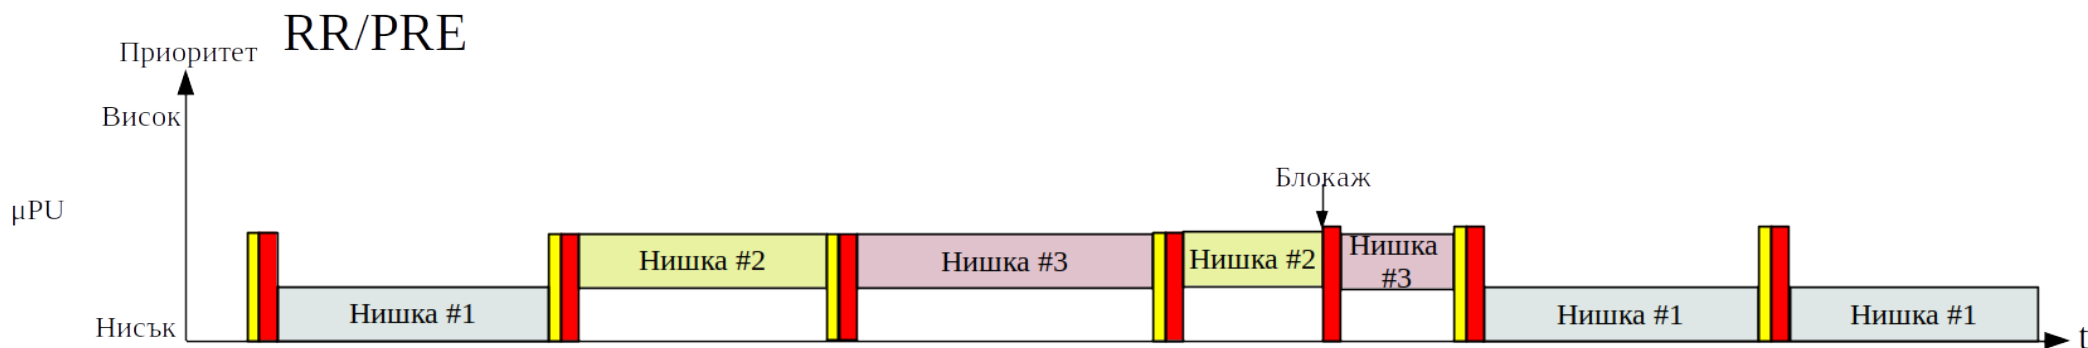 RR/PRE
Приоритет
Висок
Блокаж
μPU
Нишка #1
Нишка #2
Нишка #3
Нишка #2
Нишка
#3
Нишка #1
Нишка #1
Нисък
t